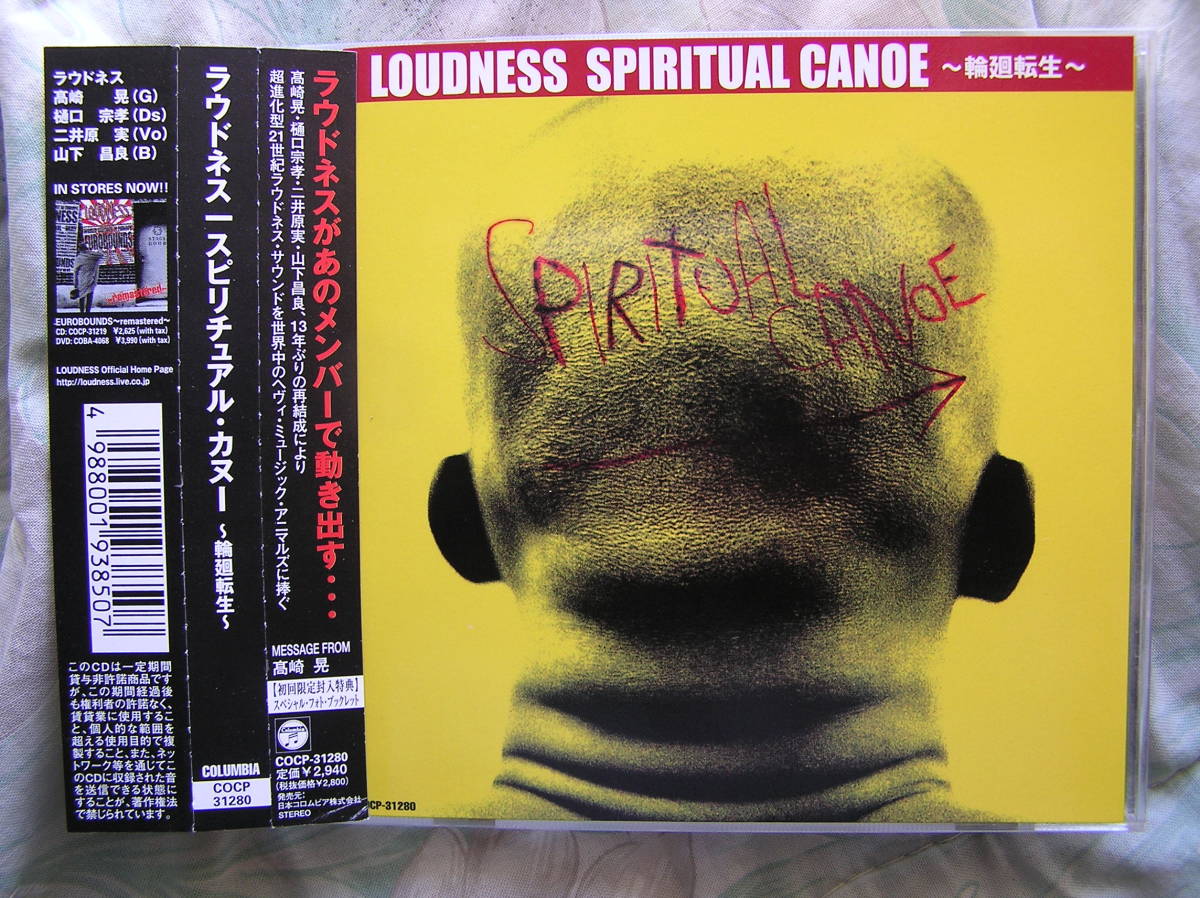 ラウドネス
高崎 晃(G)
樋口 宗孝(Ds)
二井原 実(Vo)
山下 昌良(B)
IN STORES NOW!!
LOUDNESS
EUROBOUNDS
~remastered~
EUROBOUNDS~remastered~
CD: COCP-31219 ¥2,625(with tax)
DVD: COBA-4068 ¥3,990(with tax)
LOUDNESS Official Home Page
http://loudness.live.co.jp
4 988001 938507
このCDは一定期間
貸与非許諾商品です
が、この期間経過後
も権利者の許諾なく、
賃貸業に使用するこ
と、個人的な範囲を
超える使用目的で複
製すること、また、ネッ
トワーク等を通じてこ
のCDに収録された音
を送信できる状態に
することが、著作権法
で禁じられています。
ラウドネス|スピリチュアル・カヌー ~輪廻転生~
COLUMBIA
COCP
31280
ラウドネスがあのメンバーで動き出す・・・
高崎晃・樋口宗孝・二井原実・山下昌良、13年ぶりの再結成により
超進化型21世紀ラウドネス・サウンドを世界中のヘヴィ・ミュージック・アニマルズに捧ぐ
MESSAGE FROM
高崎 晃
【初回限定封入特典】
スペシャル・フォト・ブックレット
Columbia
COCP-31280
定価¥2,940
(税抜価格¥2,800)
発売元:
日本コロムビア株式会社
STEREO
LOUDNESS SPIRITUAL CANOE ~輪廻転生~
SPIRITUAL
CANOE
CP-31280